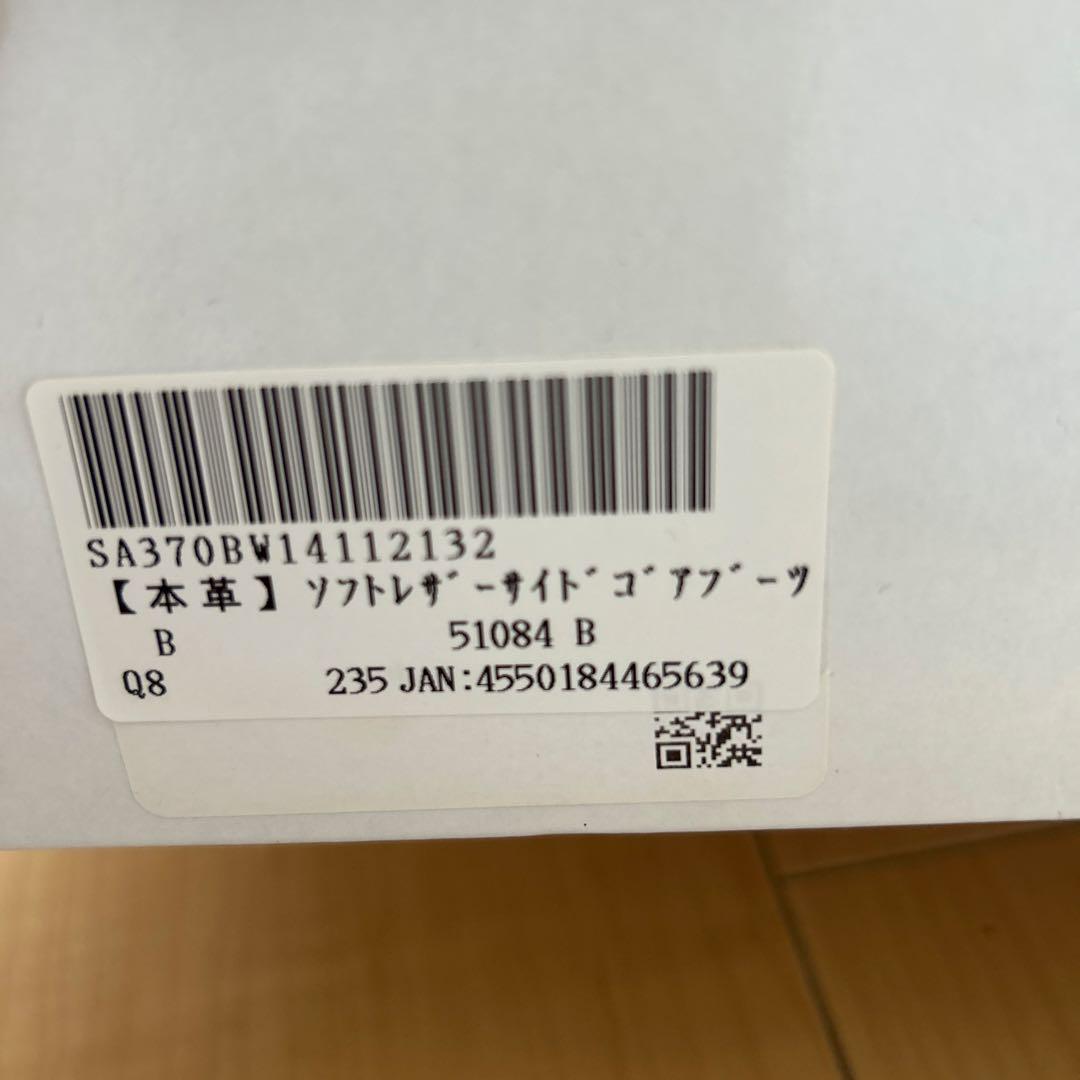 SA370BW14112132
【本革】ｿﾌﾄﾚｻﾞｰｻｲﾄﾞｺﾞｱﾌﾞｰﾂ
B 51084 B
Q8 235 JAN:4550184465639